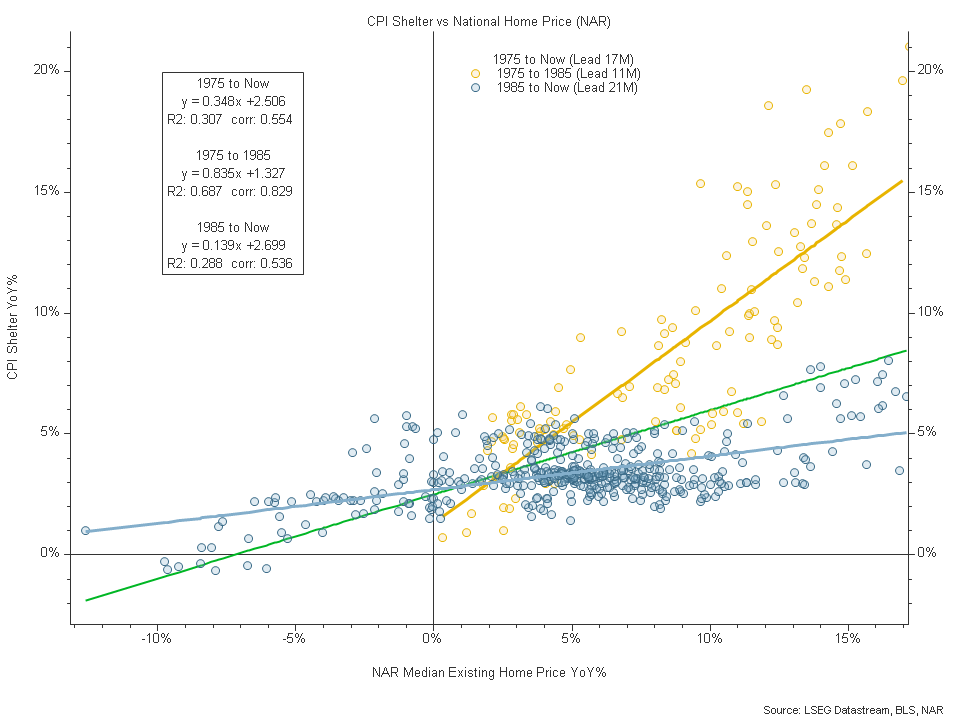 CPI Shelter vs National Home Price (NAR)
1975 to Now (Lead 17M)
1975 to 1985 (Lead 11M)
1985 to Now (Lead 21M)
1975 to Now
y = 0.348x +2.506
R2: 0.307 corr: 0.554
1975 to 1985
y = 0.835x +1.327
R2: 0.687 corr: 0.829
1985 to Now
y = 0.139x +2.699
R2: 0.288 corr: 0.536
20% 20%
15% 15%
10% 10%
5% 5%
0% 0%
CPI Shelter YoY%
-10% -5% 0% 5% 10% 15%
NAR Median Existing Home Price YoY%
Source: LSEG Datastream, BLS, NAR